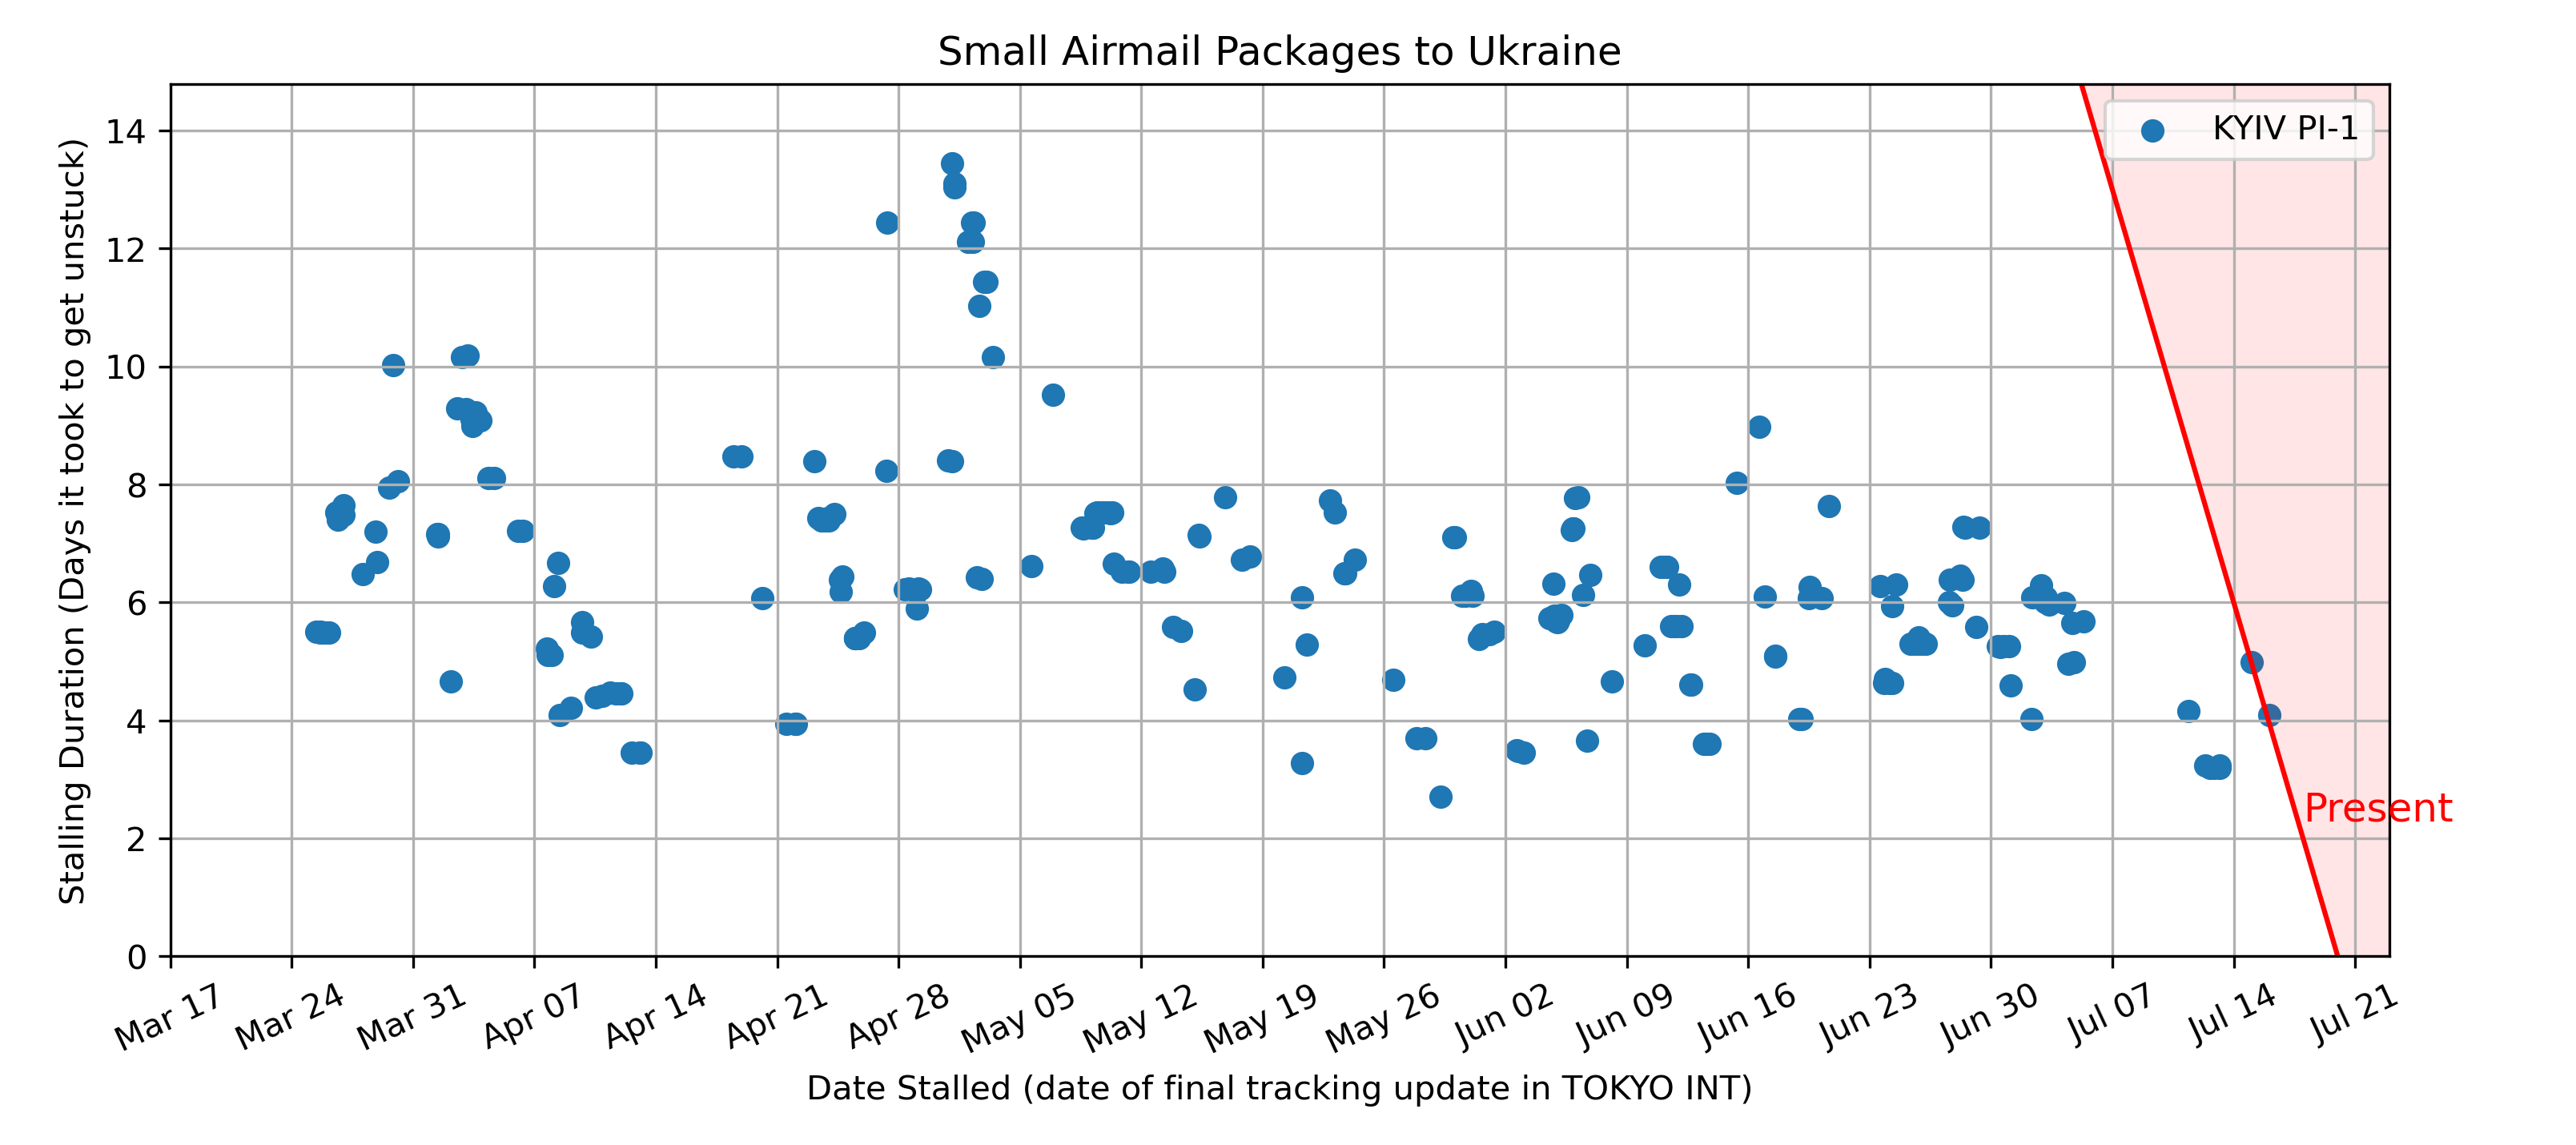 Small Airmail Packages to Ukraine
Stalling Duration (Days it took to get unstuck)
14
12
10
8
6
4
2
0
KYIV PI-1
Present
Mar 17
Mar 24
Mar 31
Apr 07
Apr 14
Apr 21
Apr 28
May 05
May 12
May 19
May 26
Jun 02
Jun 09
Jun 16
Jun 23
Jun 30
Jul 07
Jul 14
Jul 21
Date Stalled (date of final tracking update in TOKYO INT)